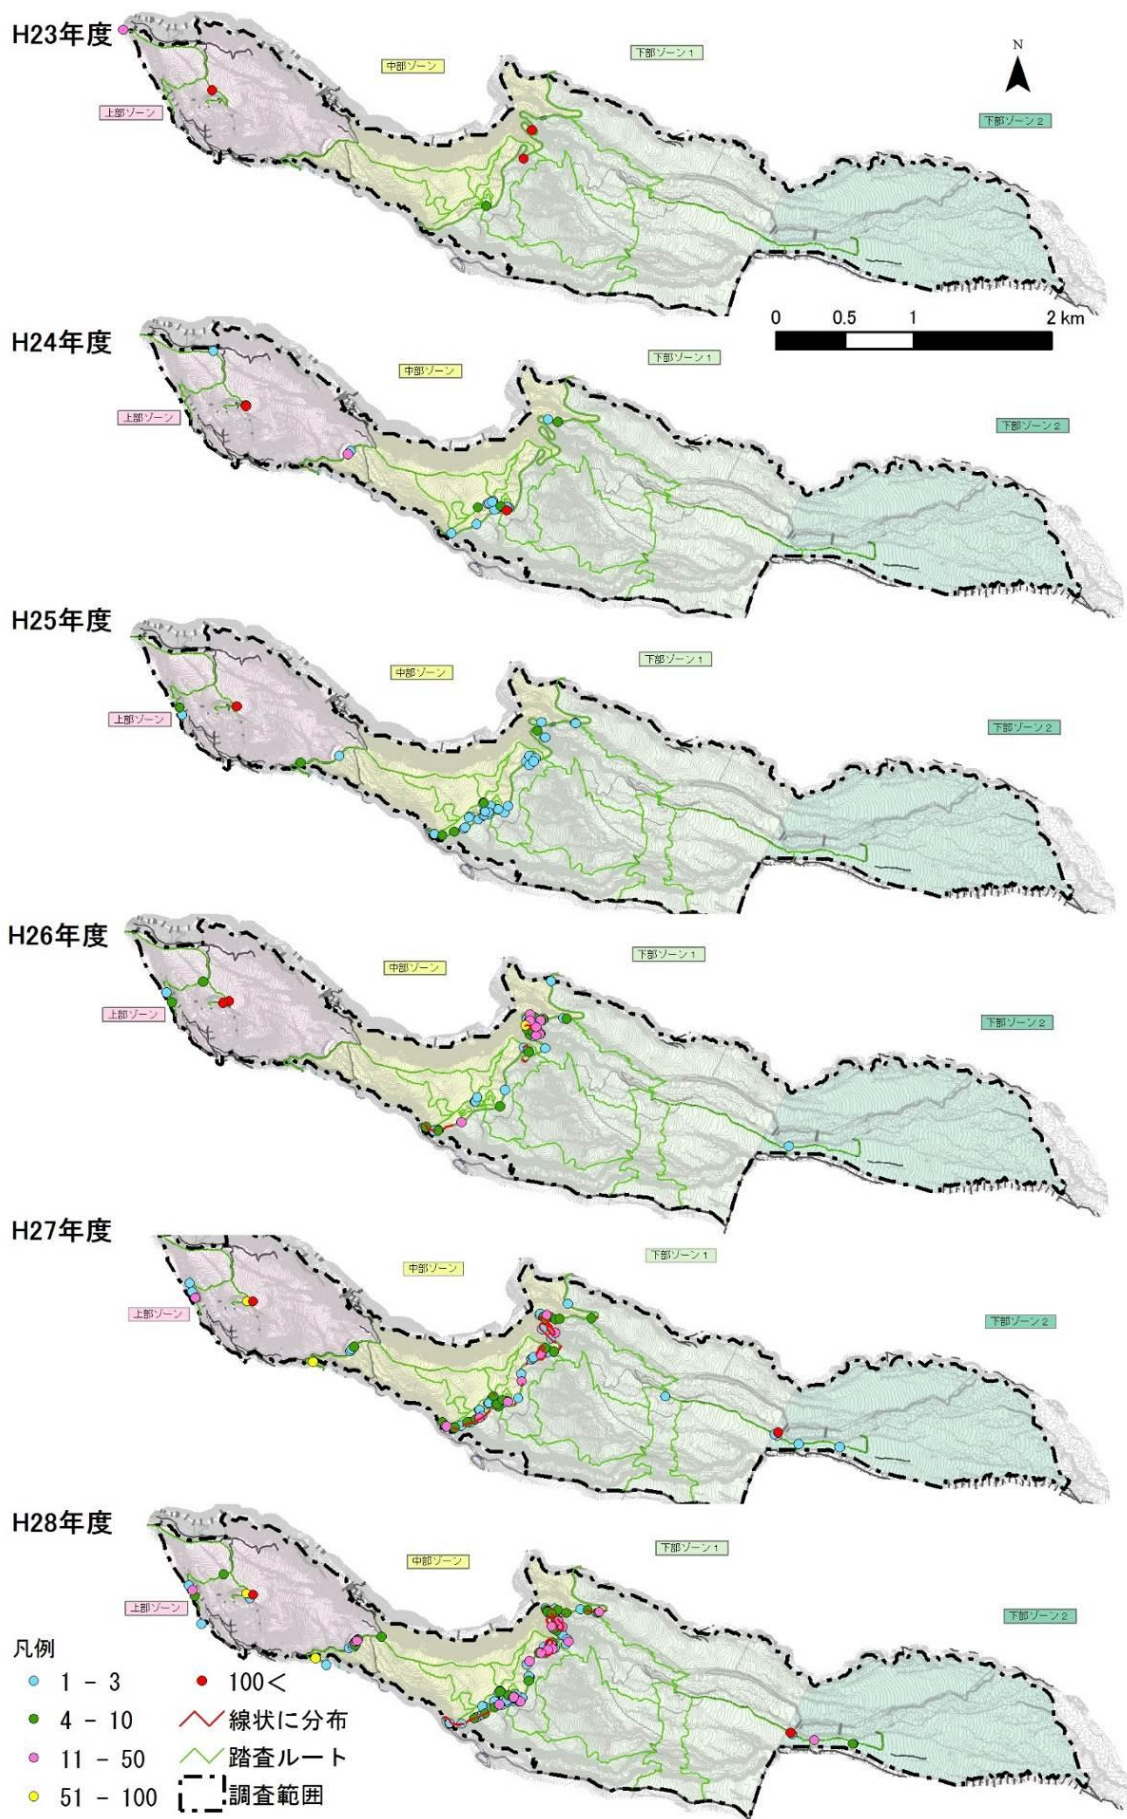 H23年度
中部ゾーン
下部ゾーン1
N
上部ゾーン
下部ゾーン2
0 0.5 1 2 km
H24年度
中部ゾーン
下部ゾーン1
上部ゾーン
下部ゾーン2
H25年度
中部ゾーン
下部ゾーン1
上部ゾーン
下部ゾーン2
H26年度
中部ゾーン
下部ゾーン1
上部ゾーン
下部ゾーン2
H27年度
中部ゾーン
下部ゾーン1
上部ゾーン
下部ゾーン2
H28年度
中部ゾーン
下部ゾーン1
上部ゾーン
下部ゾーン2
凡例
1 - 3
4 - 10
11 - 50
51 - 100
100<
線状に分布
踏査ルート
調査範囲